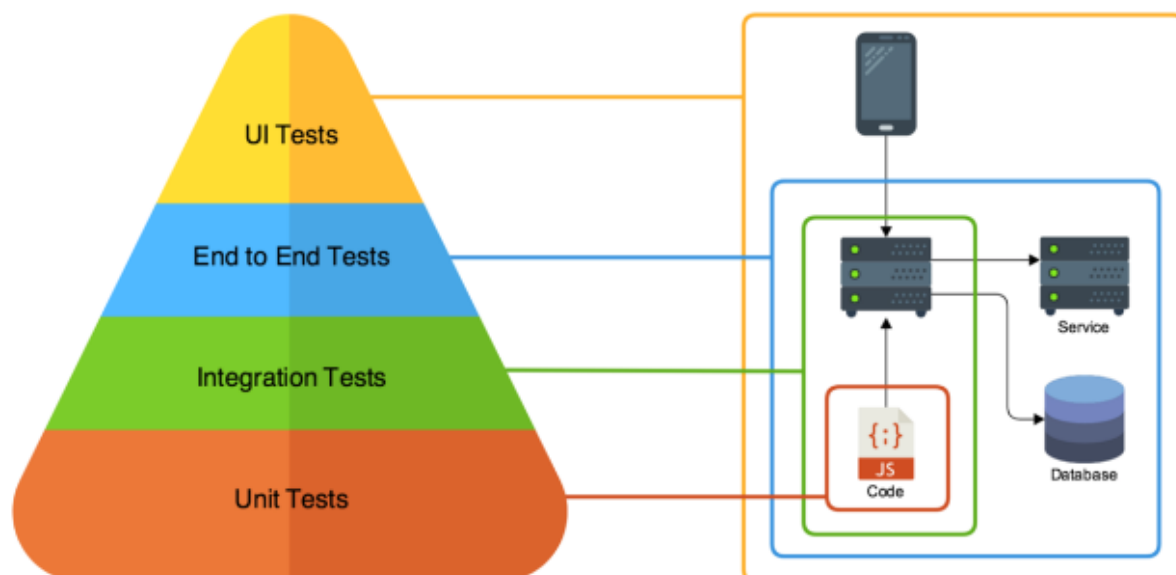 UI Tests
End to End Tests
Integration Tests
Unit Tests
Service
Database
{;}
JS
Code